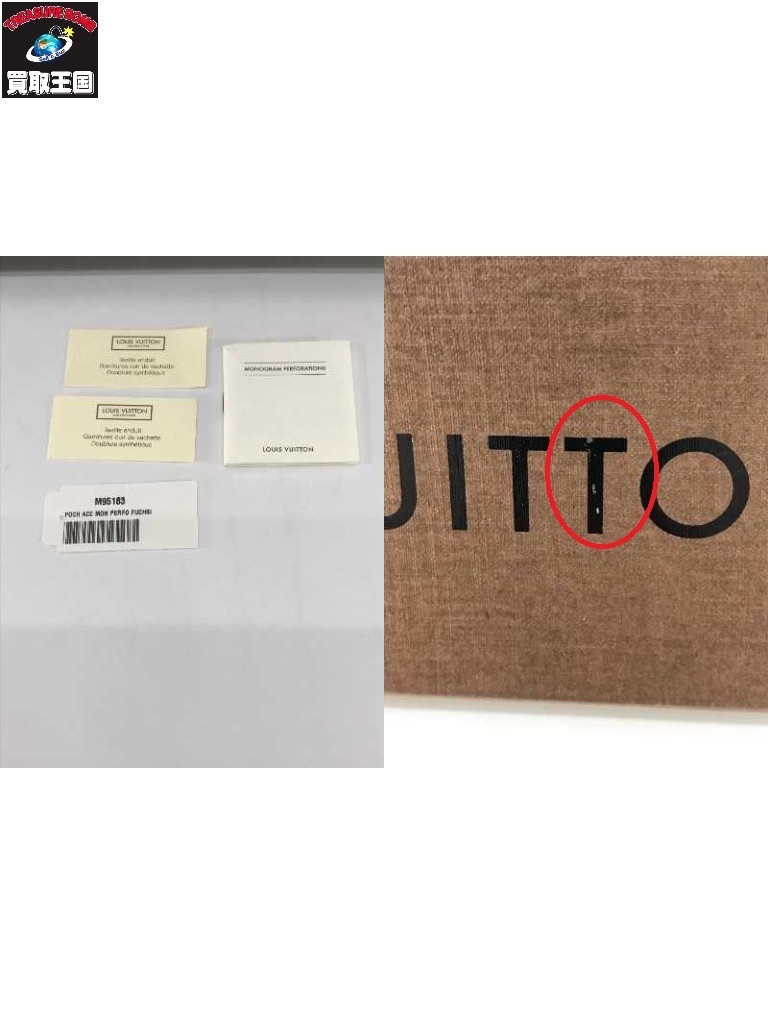 TREASURE BOMB
買取王国
LOUIS VUITTON
Textile enduit
Garnitures cuir de vachette
Doublure synthétique
LOUIS VUITTON
Textile enduit
Garnitures cuir de vachette
Doublure synthétique
MONOGRAM PERFORATIONS
LOUIS VUITTON
M95183
POCH ACC MON PERFO FUCHSI
UITTO